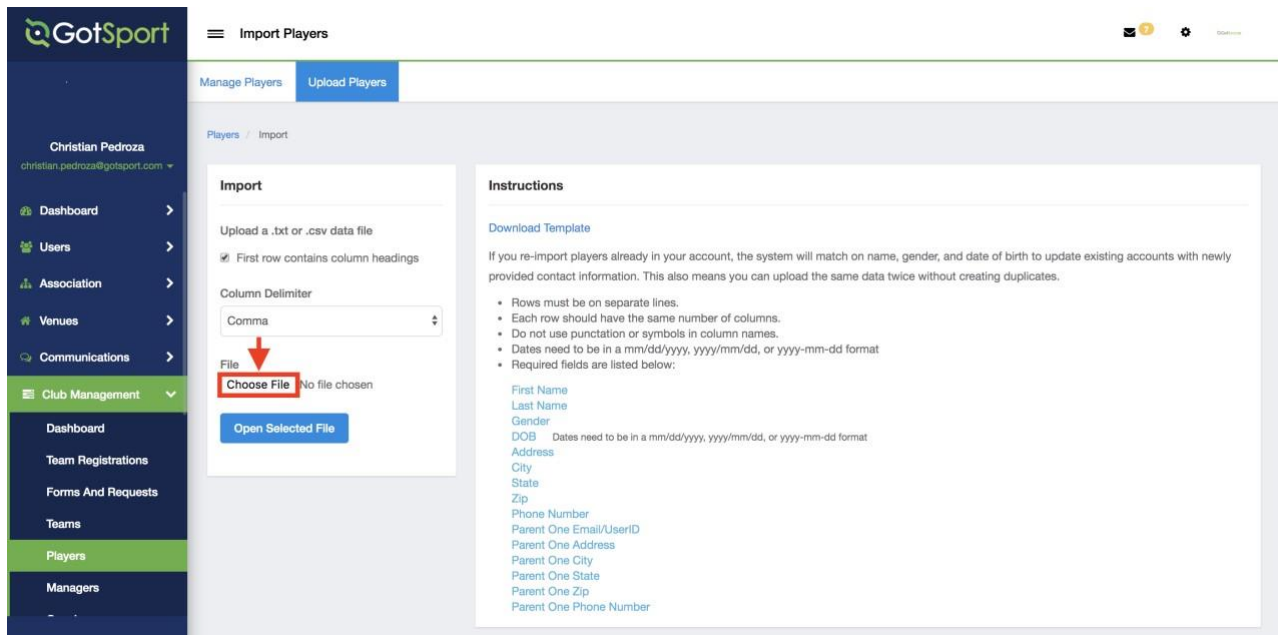 GotSport
Import Players
7
Manage Players
Upload Players
Christian Pedroza
christian.pedroza@gotsport.com
Players / Import
Dashboard
Users
Association
Venues
Communications
Club Management
Dashboard
Team Registrations
Forms And Requests
Teams
Players
Managers
Import
Upload a .txt or .csv data file
First row contains column headings
Column Delimiter
Comma
File
Choose File No file chosen
Open Selected File
Instructions
Download Template
If you re-import players already in your account, the system will match on name, gender, and date of birth to update existing accounts with newly
provided contact information. This also means you can upload the same data twice without creating duplicates.
• Rows must be on separate lines.
• Each row should have the same number of columns.
• Do not use punctation or symbols in column names.
• Dates need to be in a mm/dd/yyyy, yyyy/mm/dd, or yyyy-mm-dd format
• Required fields are listed below:
First Name
Last Name
Gender
DOB Dates need to be in a mm/dd/yyyy, yyyy/mm/dd, or yyyy-mm-dd format
Address
City
State
Zip
Phone Number
Parent One Email/UserID
Parent One Address
Parent One City
Parent One State
Parent One Zip
Parent One Phone Number